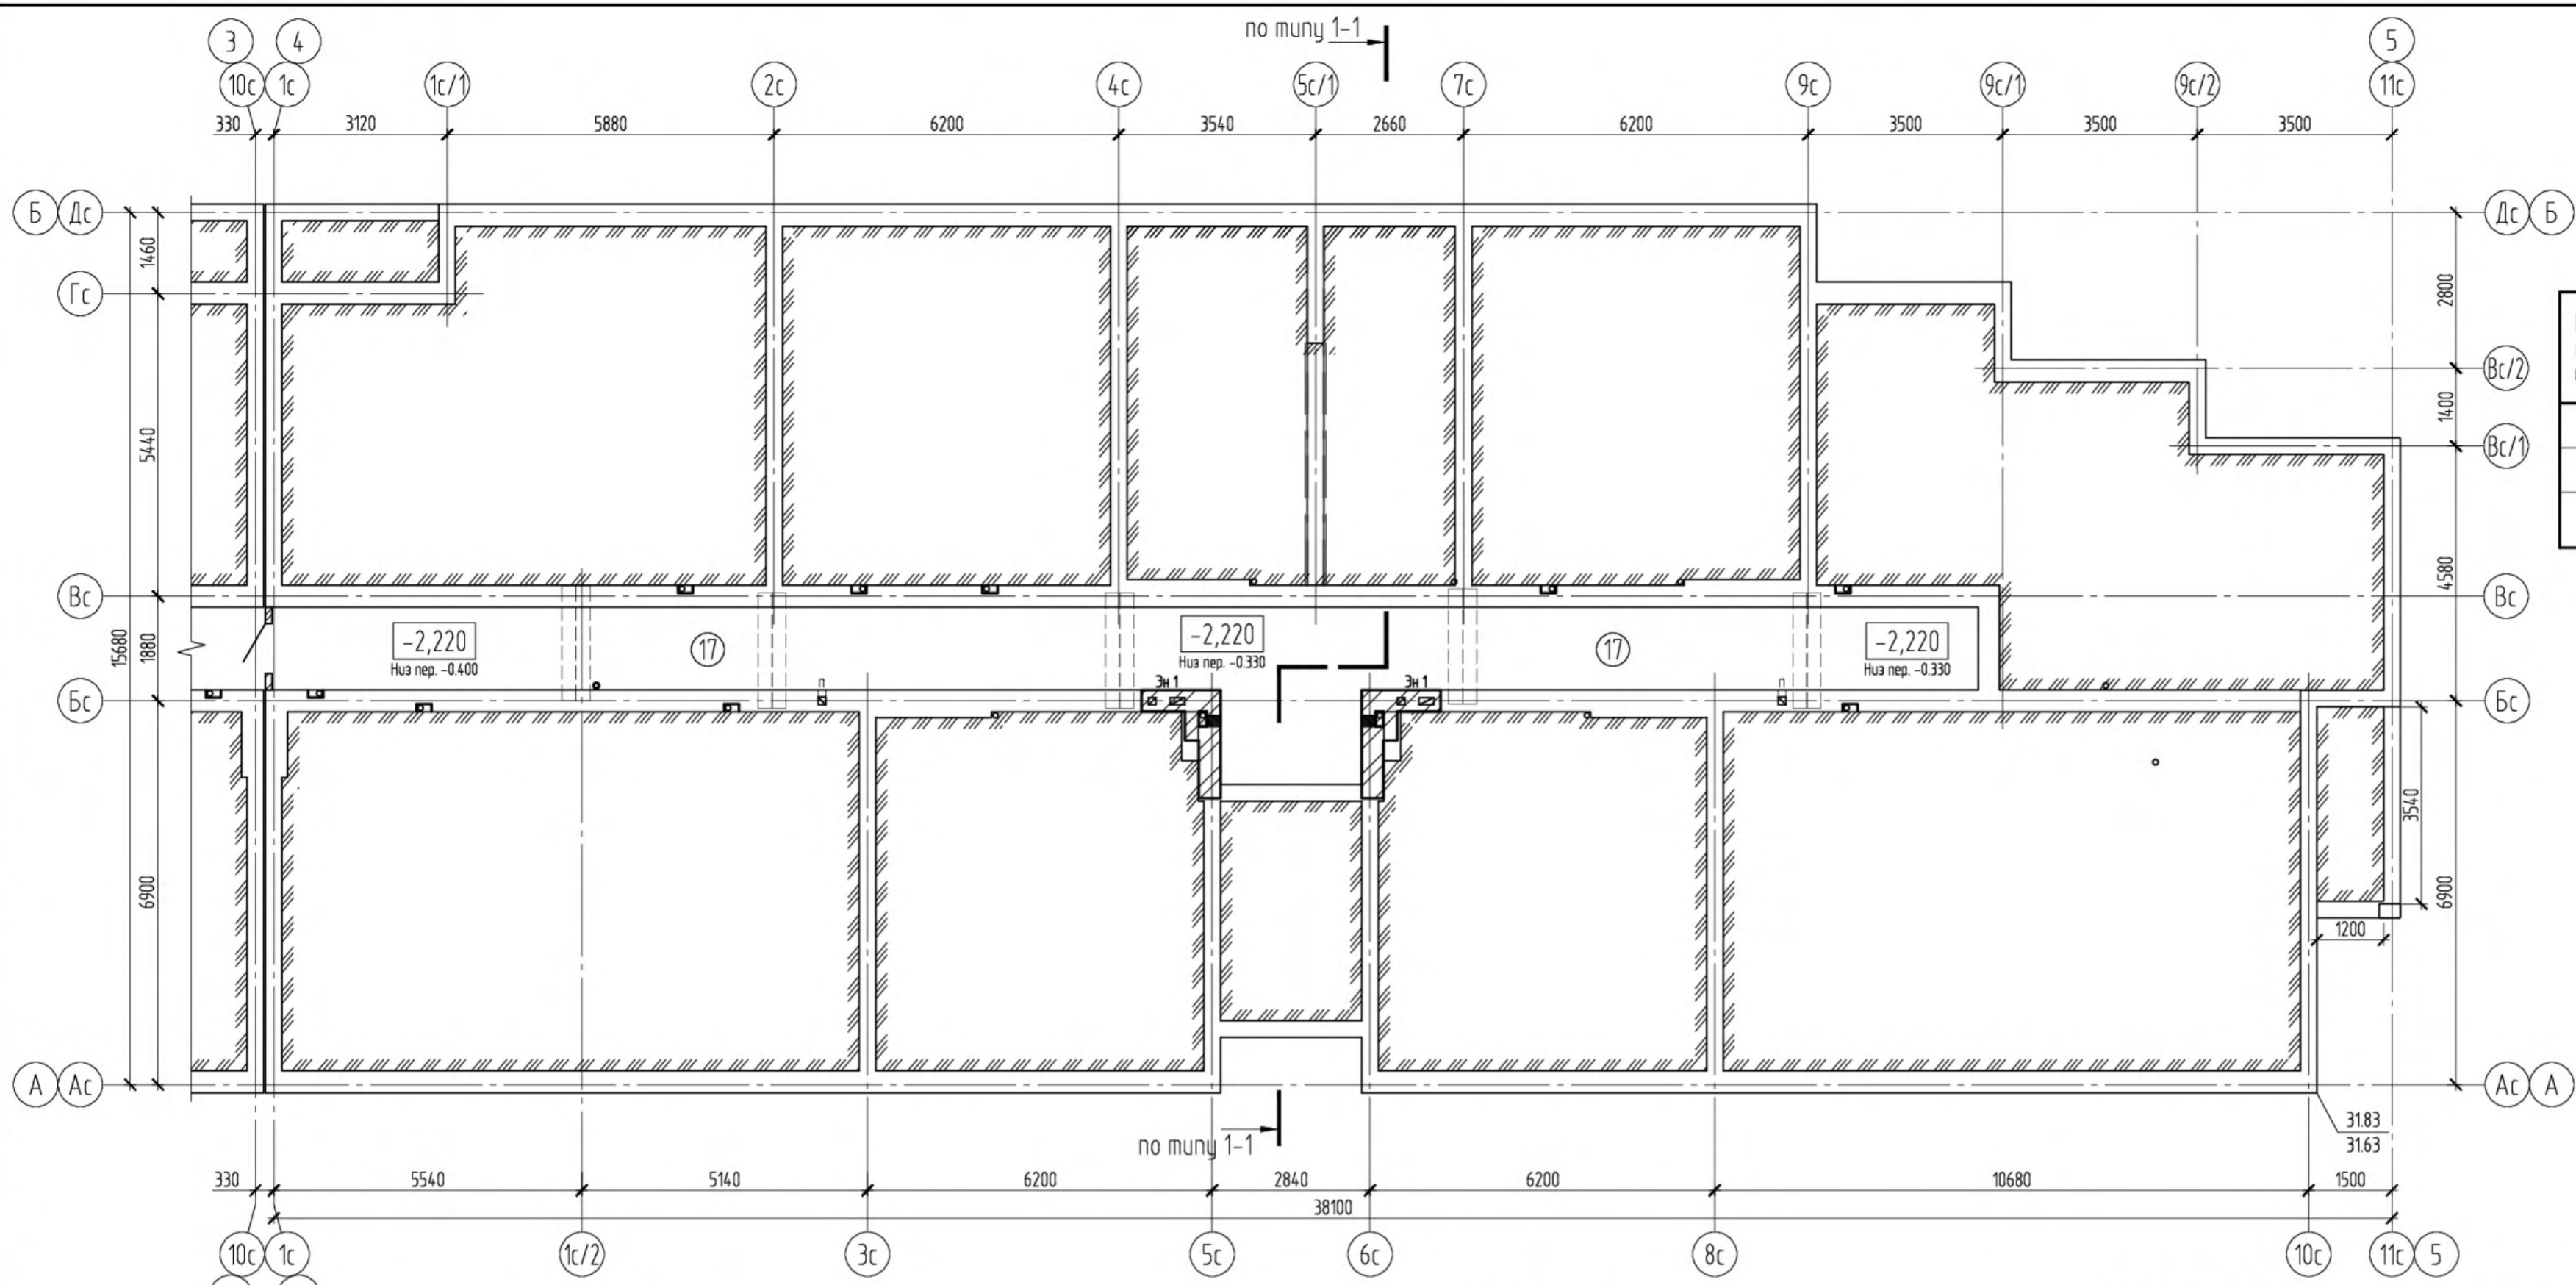 по типу 1-1
3 4 5
10с 1с 1с/1 2с 4с 5с/1 7с 9с 9с/1 9с/2 11с
330 3120 5880 6200 3540 2660 6200 3500 3500 3500
Б Дс Дс Б
1460
Гс
2800
Вс/2
1400
5440
Вс/1
4580
Вс Вс
15680
1880
-2,220
Низ пер. -0.400
17
-2,220
Низ пер. -0.330
17
-2,220
Низ пер. -0.330
П П
Эн 1 Эн 1
Бс Бс
3540
6900 6900
1200
А Ас Ас А
31.83
31.63
по типу 1-1
330 5540 5140 6200 2840 6200 10680 1500
38100
10с 1с 1с/2 3с 5с 6с 8с 10с 11с 5